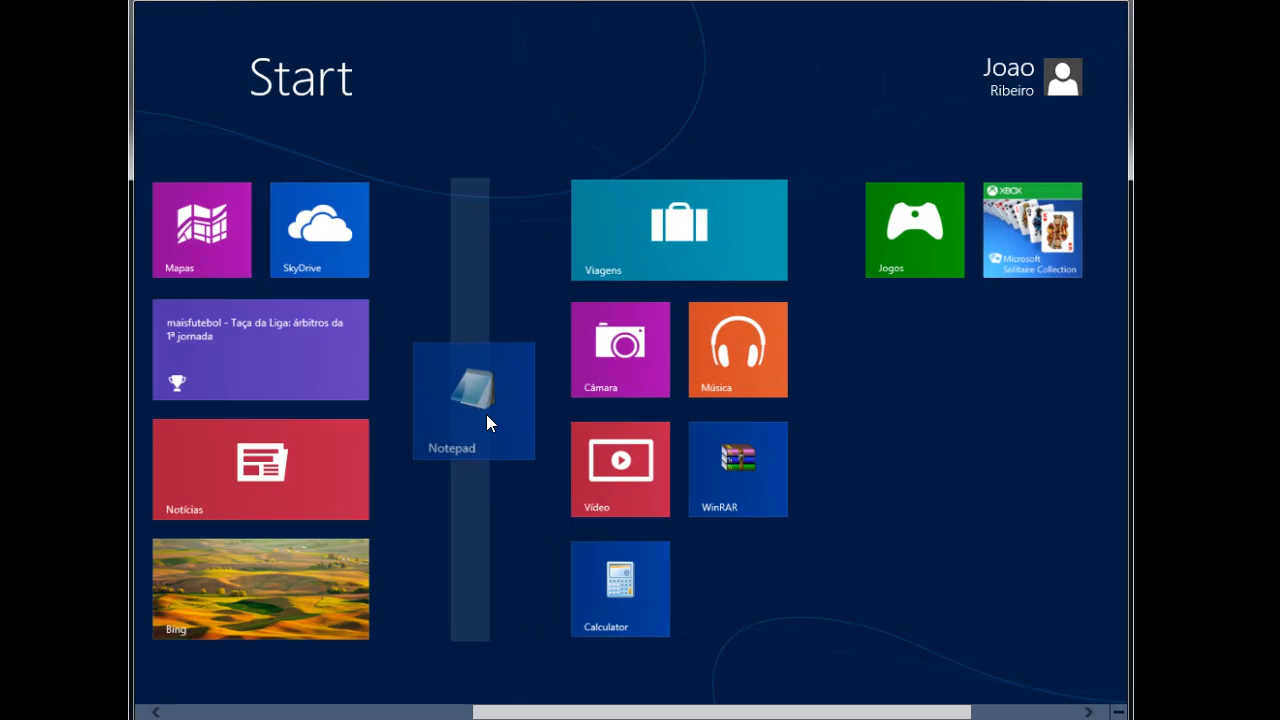 Start
Joao
Ribeiro
Mapas
SkyDrive
maisfutebol - Taça da Liga: árbitros da
1ª jornada
Notícias
Bing
Notepad
Viagens
Câmara
Música
Vídeo
WinRAR
Calculator
Jogos
XBOX
Microsoft
Solitaire Collection